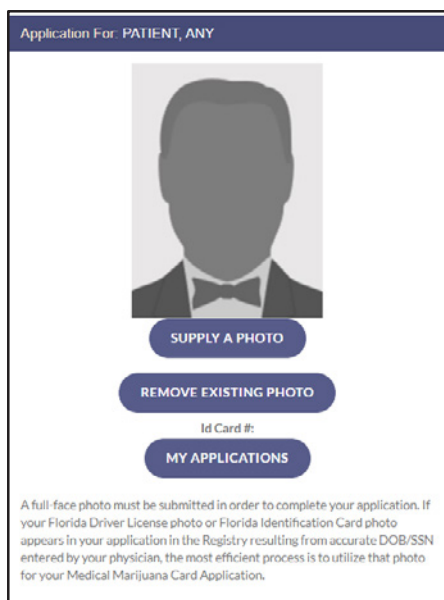 Application For: PATIENT, ANY
SUPPLY A PHOTO
REMOVE EXISTING PHOTO
Id Card #:
MY APPLICATIONS
A full-face photo must be submitted in order to complete your application. If
your Florida Driver License photo or Florida Identification Card photo
appears in your application in the Registry resulting from accurate DOB/SSN
entered by your physician, the most efficient process is to utilize that photo
for your Medical Marijuana Card Application.